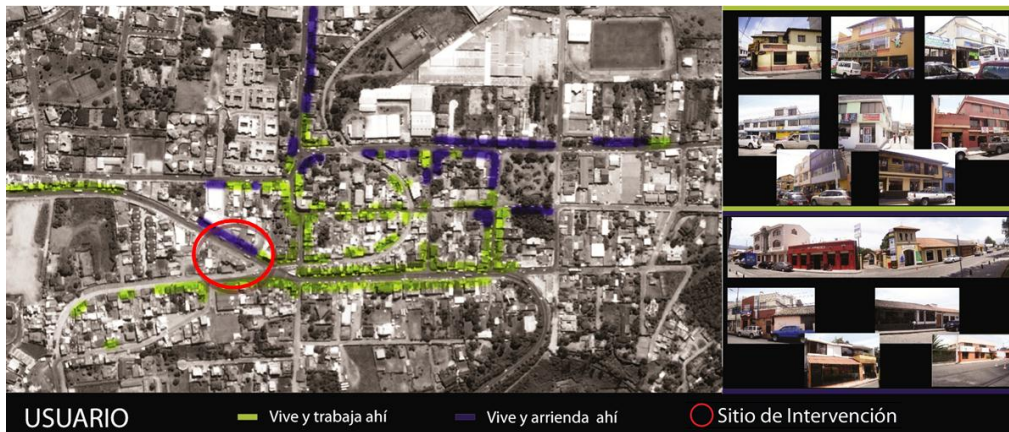 USUARIO
Vive y trabaja ahí
Vive y arrienda ahí
Sitio de Intervención